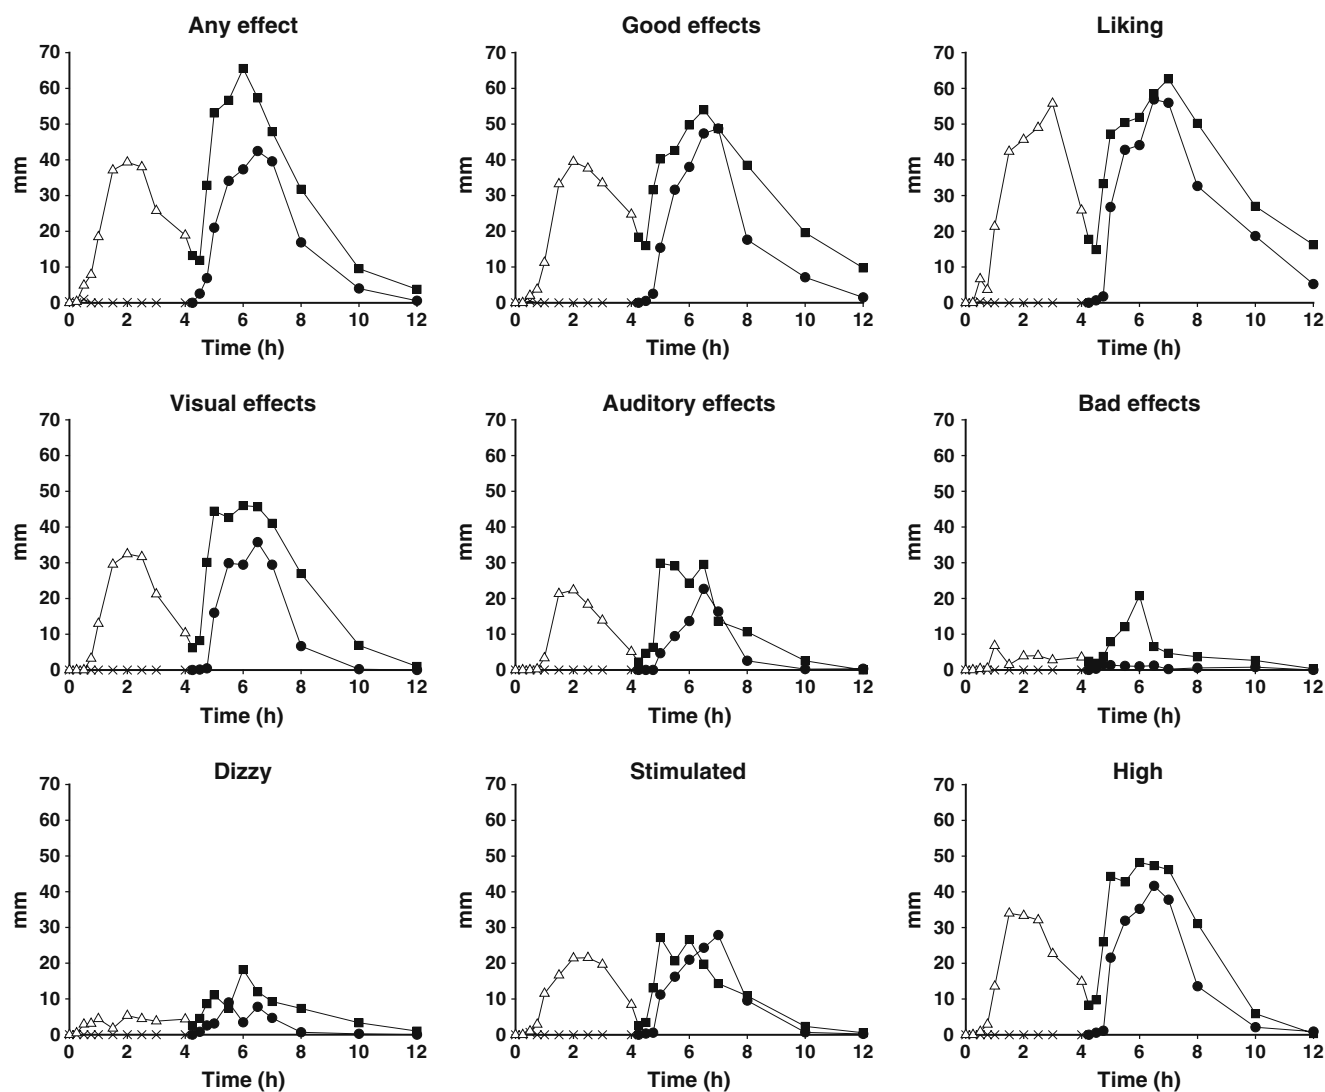 Any effect Good effects Liking
70 70 70
60 60 60
50 50 50
40 40 40
mm mm mm
30 30 30
20 20 20
10 10 10
0 0 0
0 2 4 6 8 10 12 0 2 4 6 8 10 12 0 2 4 6 8 10 12
Time (h) Time (h) Time (h)
Visual effects Auditory effects Bad effects
70 70 70
60 60 60
50 50 50
40 40 40
mm mm mm
30 30 30
20 20 20
10 10 10
0 0 0
0 2 4 6 8 10 12 0 2 4 6 8 10 12 0 2 4 6 8 10 12
Time (h) Time (h) Time (h)
Dizzy Stimulated High
70 70 70
60 60 60
50 50 50
40 40 40
mm mm mm
30 30 30
20 20 20
10 10 10
0 0 0
0 2 4 6 8 10 12 0 2 4 6 8 10 12 0 2 4 6 8 10 12
Time (h) Time (h) Time (h)